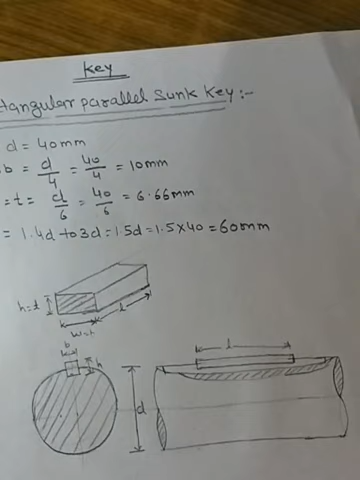 Key
tangular parallel Sunk Key:-
d = 40mm
b = d/4 = 40/4 = 10mm
= t = d/6 = 40/6 = 6.66mm
= 1.4d to 3d = 1.5d = 1.5 x 40 = 60mm
h=t
l
w=b
b
h
d
l